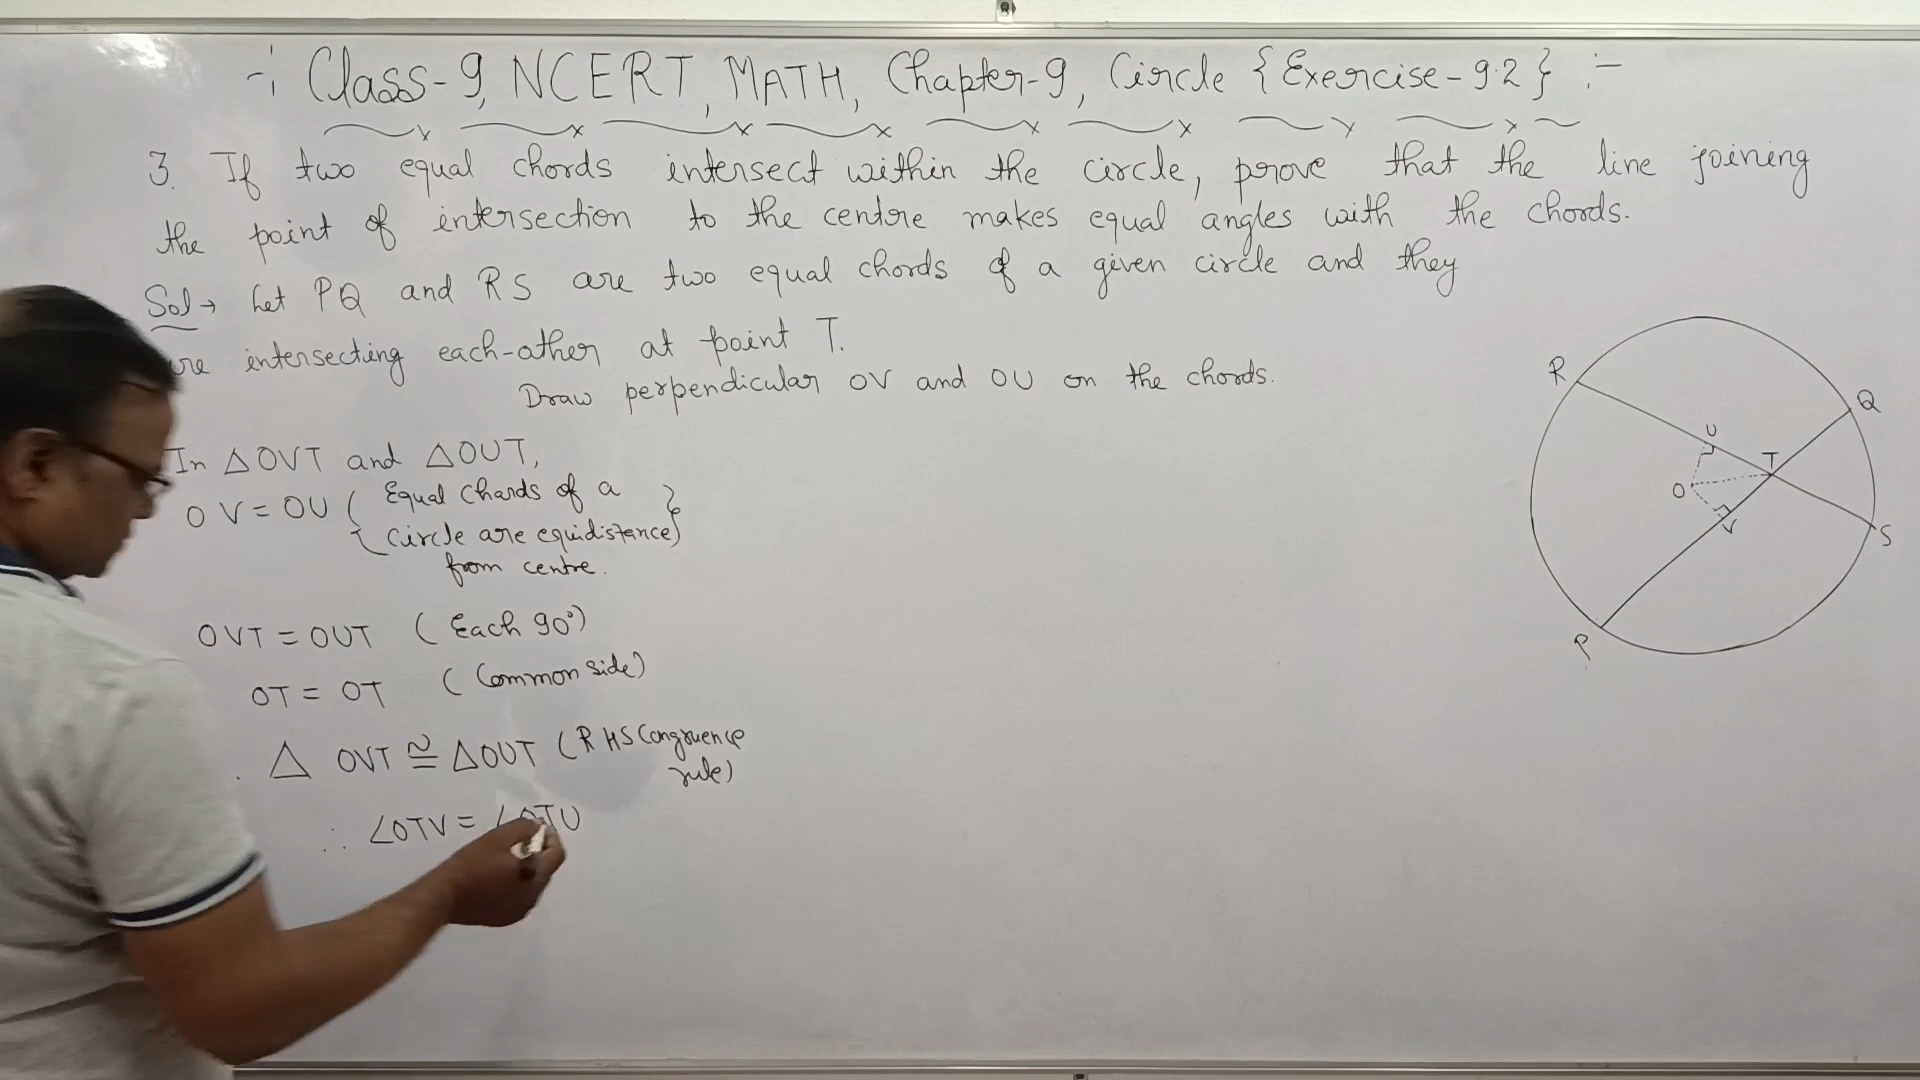 -: Class-9, NCERT, MATH, Chapter-9, Circle {Exercise-9.2} :-
3. If two equal chords intersect within the circle, prove that the line joining
the point of intersection to the centre makes equal angles with the chords.
Sol→ Let PQ and RS are two equal chords of a given circle and they
are intersecting each-other at point T.
Draw perpendicular OV and OU on the chords.
In △OVT and △OUT,
OV = OU { Equal Chords of a
circle are equidistance }
from centre.
OVT = OUT ( Each 90°)
OT = OT ( Common side)
△ OVT ≅ △OUT (RHS Congruence
rule)
∴ ∠OTV = ∠OTU
R
Q
U
T
O
V
S
P